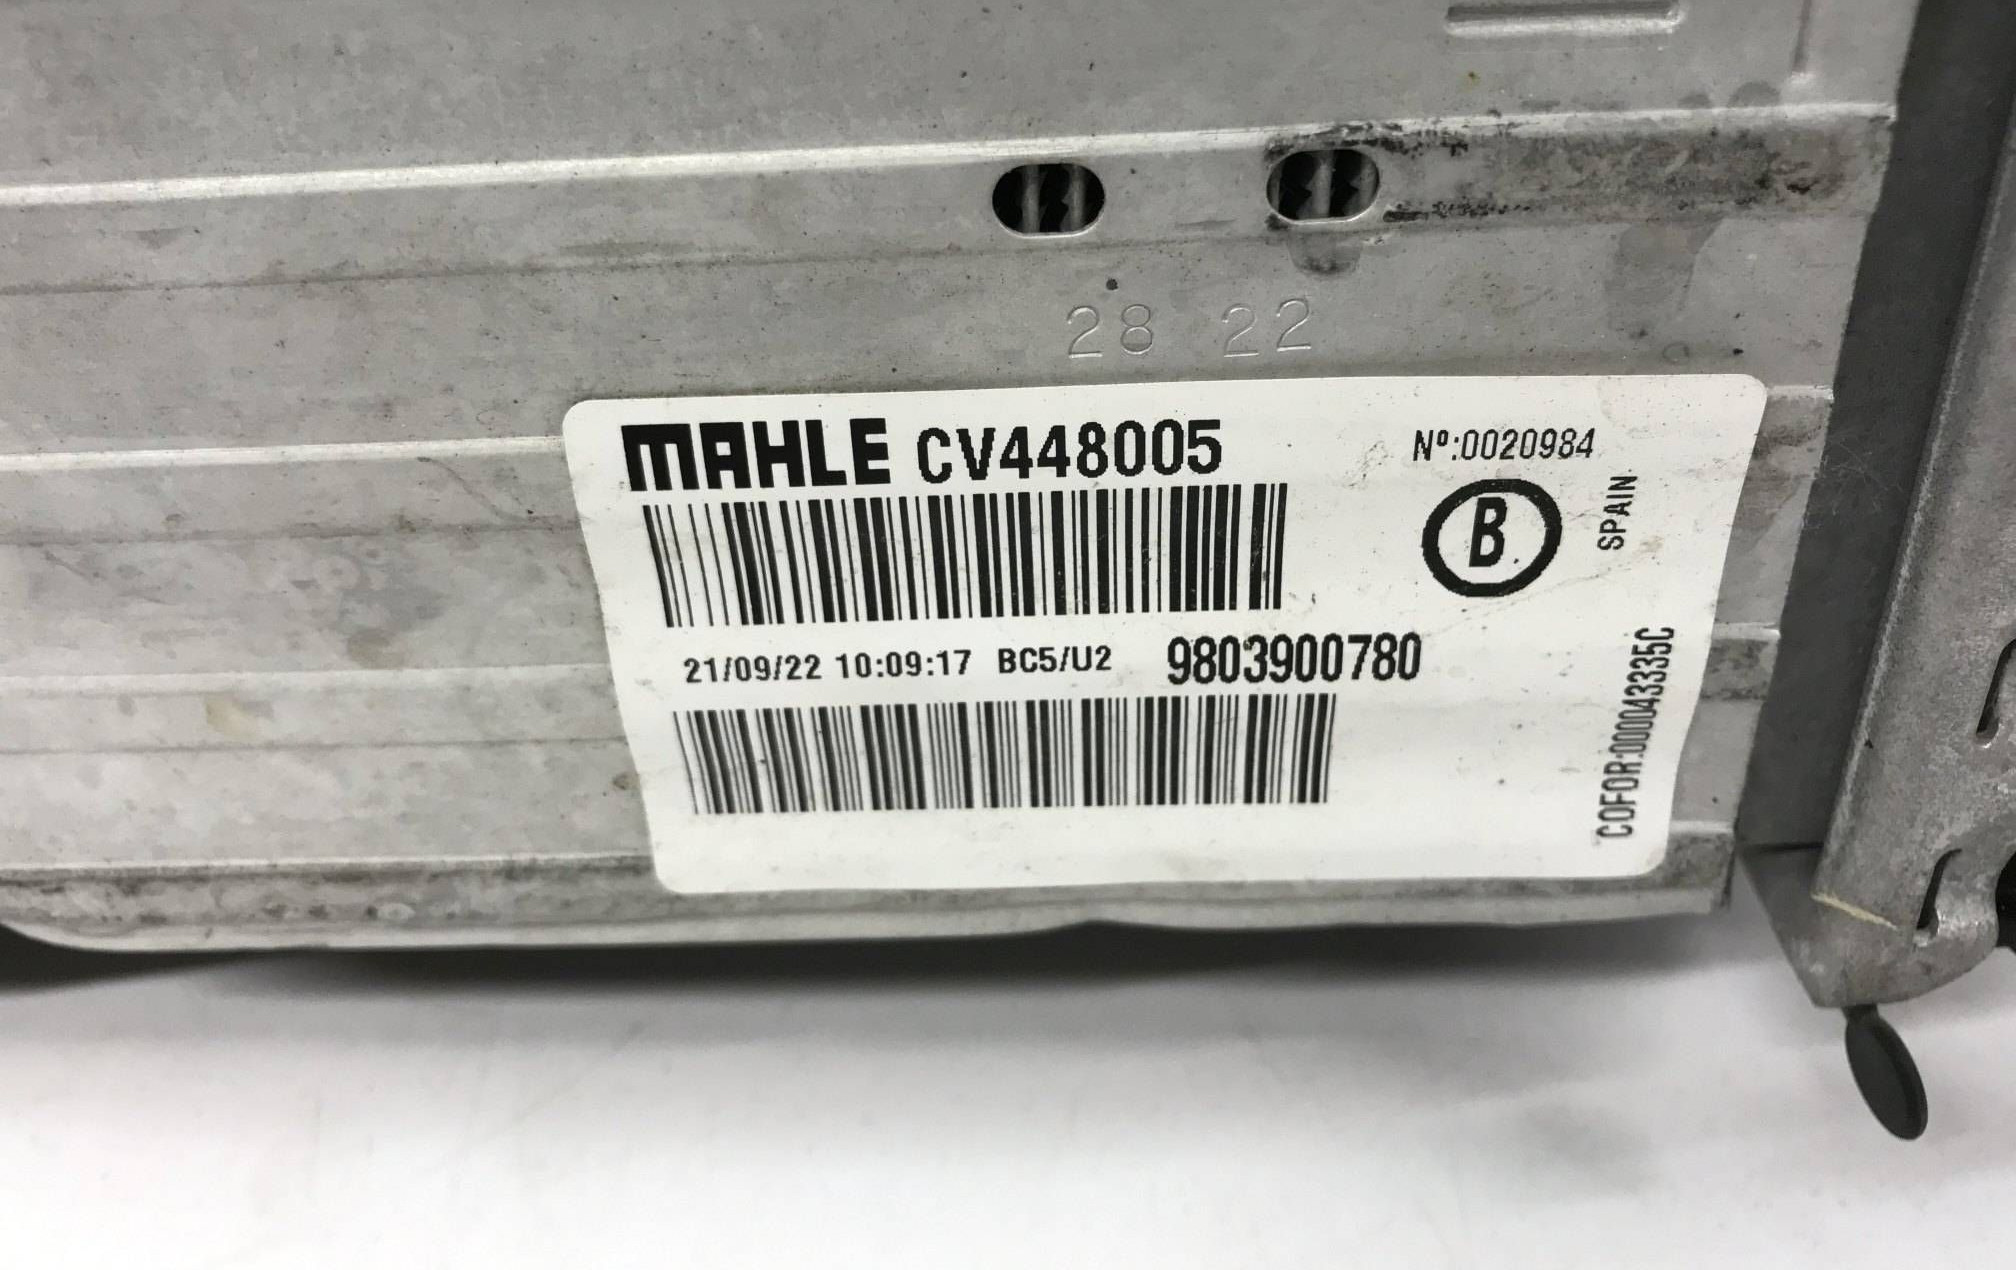 28 22
MAHLE CV448005
Nº:0020984
B
SPAIN
21/09/22 10:09:17 BC5/U2 9803900780
COFOR:000043335C